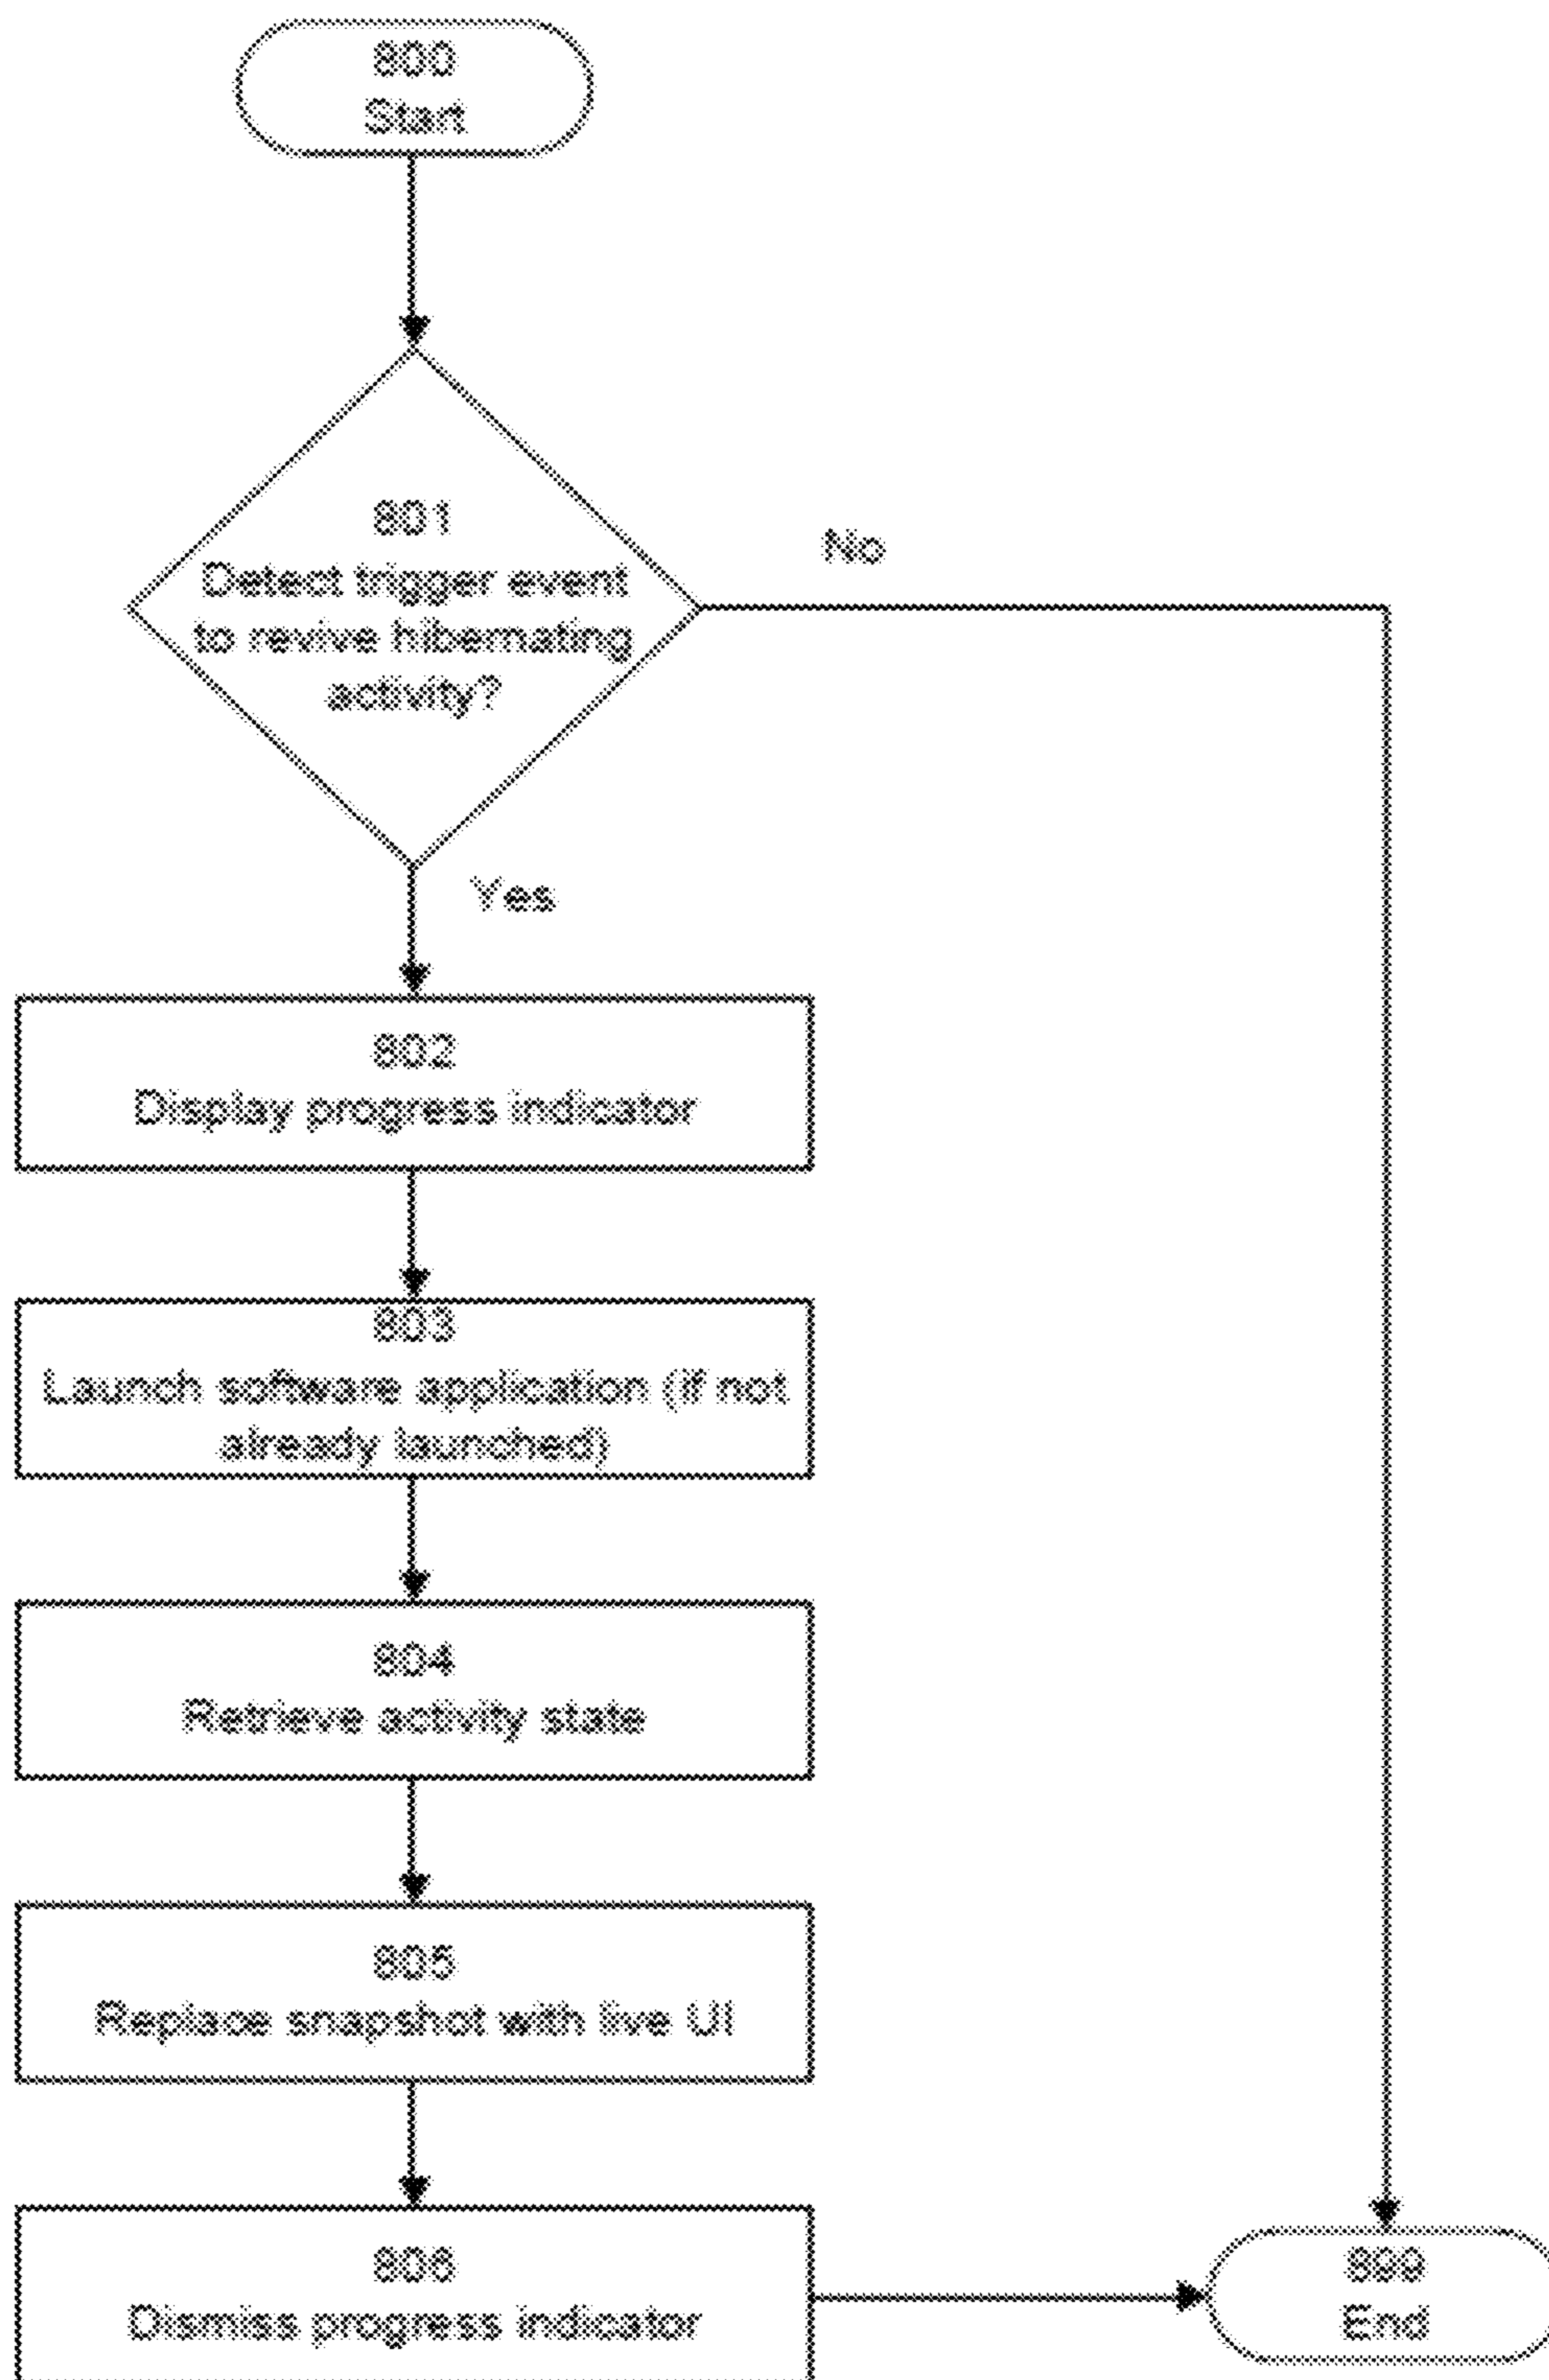 800
Start
801
Detect trigger event
to revive hibernating
activity?
No
Yes
802
Display progress indicator
803
Launch software application (if not
already launched)
804
Retrieve activity state
805
Replace snapshot with live UI
806
Dismiss progress indicator
899
End